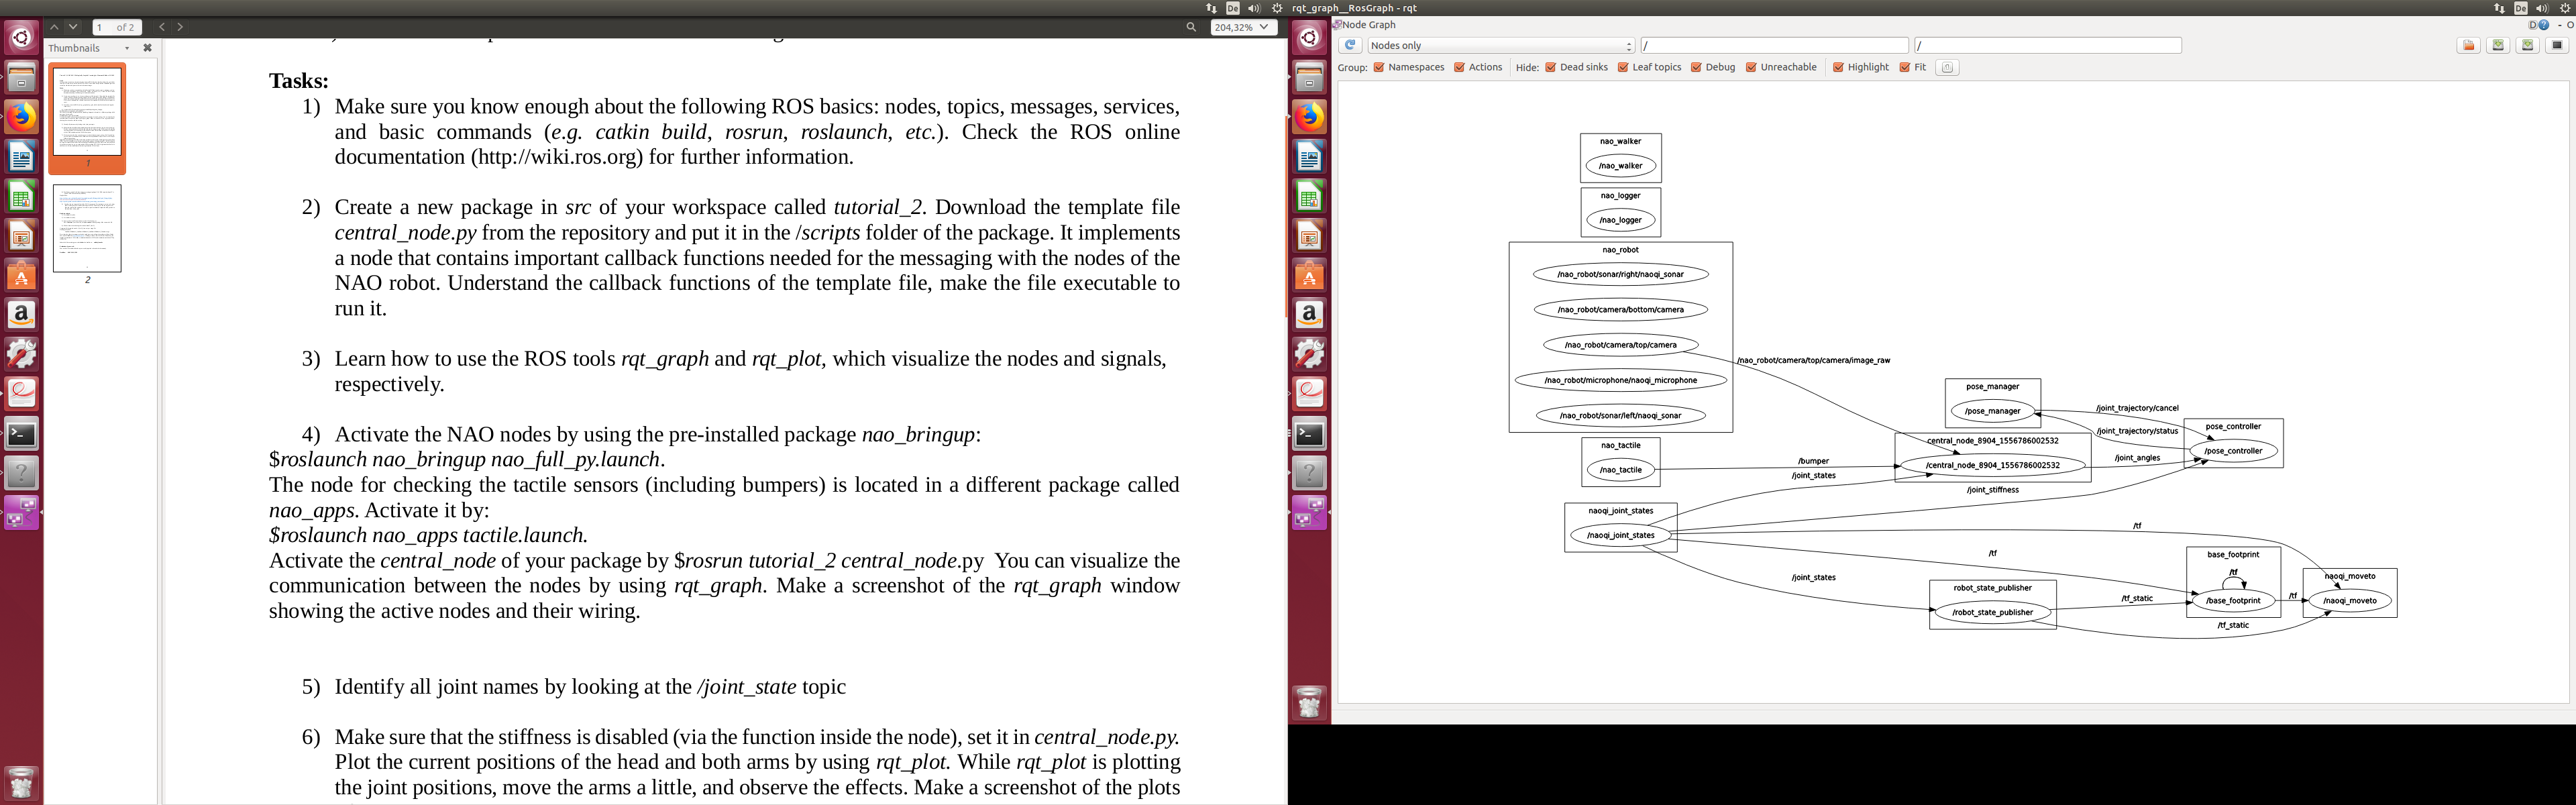 De
rqt_graph__RosGraph - rqt
De
1 of 2
204,32%
Node Graph
Thumbnails
1
2
Tasks:
1) Make sure you know enough about the following ROS basics: nodes, topics, messages, services,
and basic commands (e.g. catkin build, rosrun, roslaunch, etc.). Check the ROS online
documentation (http://wiki.ros.org) for further information.
2) Create a new package in src of your workspace called tutorial_2. Download the template file
central_node.py from the repository and put it in the /scripts folder of the package. It implements
a node that contains important callback functions needed for the messaging with the nodes of the
NAO robot. Understand the callback functions of the template file, make the file executable to
run it.
3) Learn how to use the ROS tools rqt_graph and rqt_plot, which visualize the nodes and signals,
respectively.
4) Activate the NAO nodes by using the pre-installed package nao_bringup:
$roslaunch nao_bringup nao_full_py.launch.
The node for checking the tactile sensors (including bumpers) is located in a different package called
nao_apps. Activate it by:
$roslaunch nao_apps tactile.launch.
Activate the central_node of your package by $rosrun tutorial_2 central_node.py You can visualize the
communication between the nodes by using rqt_graph. Make a screenshot of the rqt_graph window
showing the active nodes and their wiring.
5) Identify all joint names by looking at the /joint_state topic
6) Make sure that the stiffness is disabled (via the function inside the node), set it in central_node.py.
Plot the current positions of the head and both arms by using rqt_plot. While rqt_plot is plotting
the joint positions, move the arms a little, and observe the effects. Make a screenshot of the plots
Nodes only
/
/
Group: Namespaces Actions Hide: Dead sinks Leaf topics Debug Unreachable Highlight Fit
nao_walker
/nao_walker
nao_logger
/nao_logger
nao_robot
/nao_robot/sonar/right/naoqi_sonar
/nao_robot/camera/bottom/camera
/nao_robot/camera/top/camera
/nao_robot/camera/top/camera/image_raw
/nao_robot/microphone/naoqi_microphone
/nao_robot/sonar/left/naoqi_sonar
pose_manager
/pose_manager
/joint_trajectory/cancel
/joint_trajectory/status
pose_controller
/pose_controller
central_node_8904_1556786002532
/central_node_8904_1556786002532
/joint_angles
nao_tactile
/nao_tactile
/bumper
/joint_states
/joint_stiffness
naoqi_joint_states
/naoqi_joint_states
/tf
/tf
/joint_states
base_footprint
/tf
/base_footprint
/tf
naoqi_moveto
/naoqi_moveto
robot_state_publisher
/robot_state_publisher
/tf_static
/tf_static